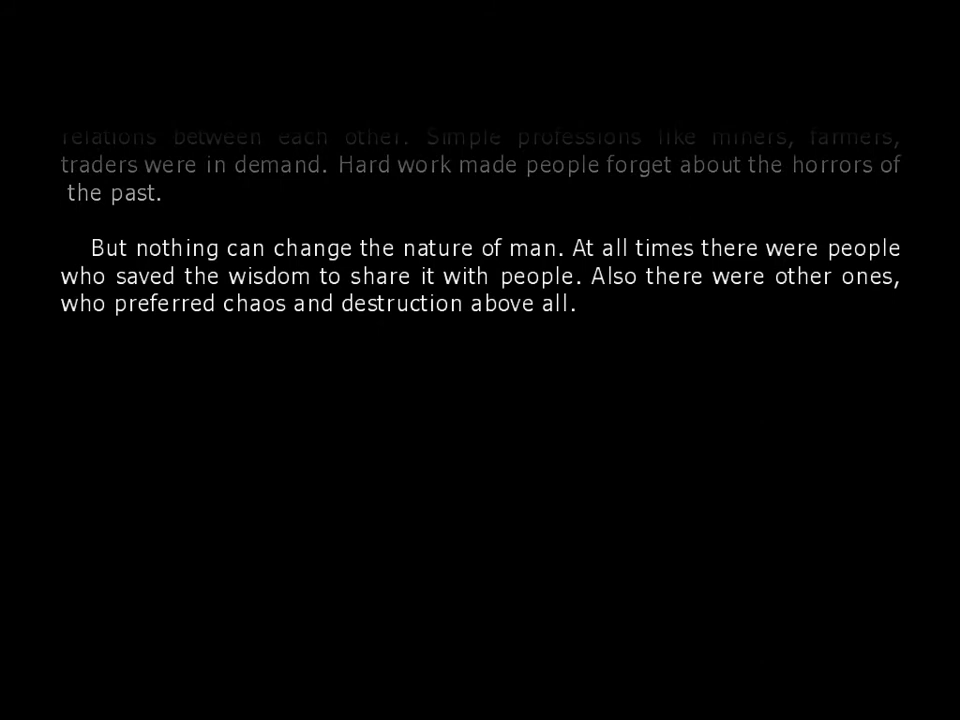 relations between each other. Simple professions like miners, farmers,
traders were in demand. Hard work made people forget about the horrors of
the past.
But nothing can change the nature of man. At all times there were people
who saved the wisdom to share it with people. Also there were other ones,
who preferred chaos and destruction above all.